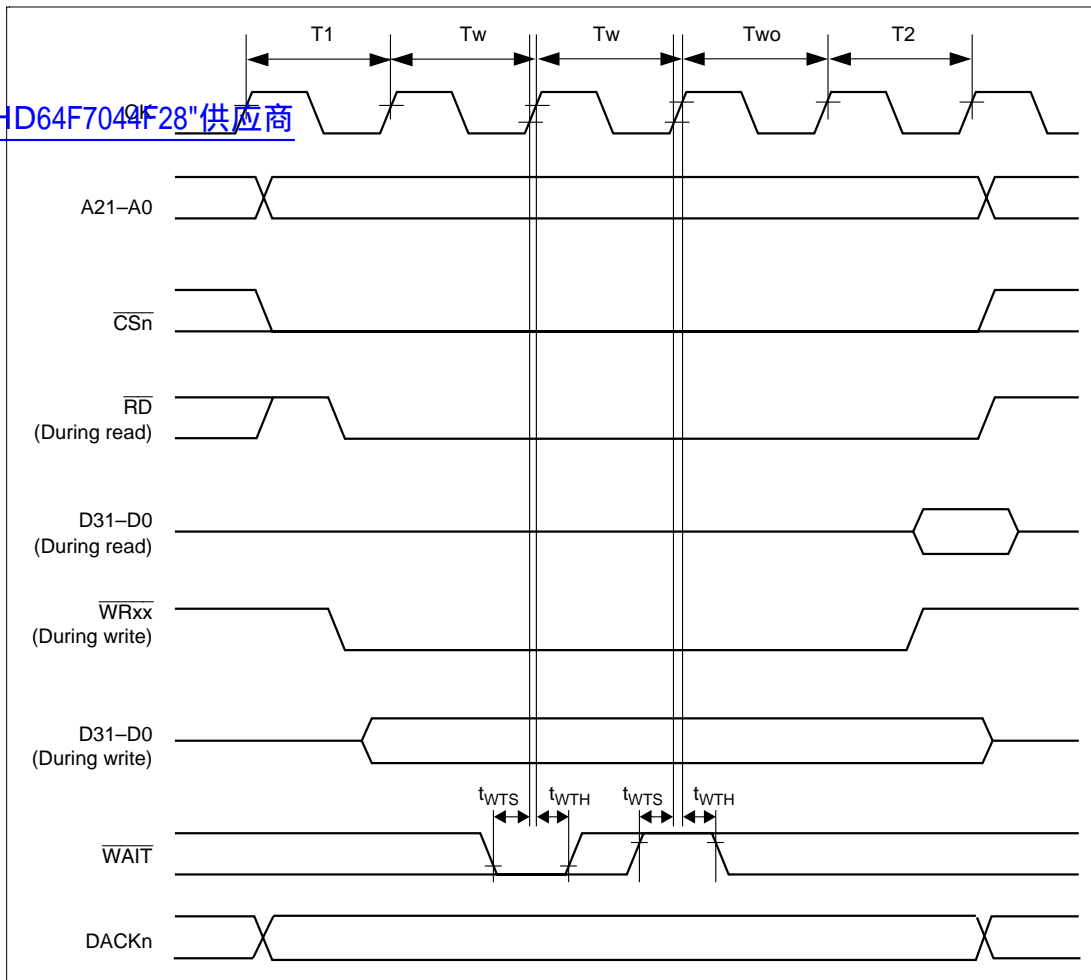 T1 Tw Tw Two T2
CK
HD64F7044F28"供应商
A21–A0
CSn
RD
(During read)
D31–D0
(During read)
WRxx
(During write)
D31–D0
(During write)
tWTS tWTH tWTS tWTH
WAIT
DACKn